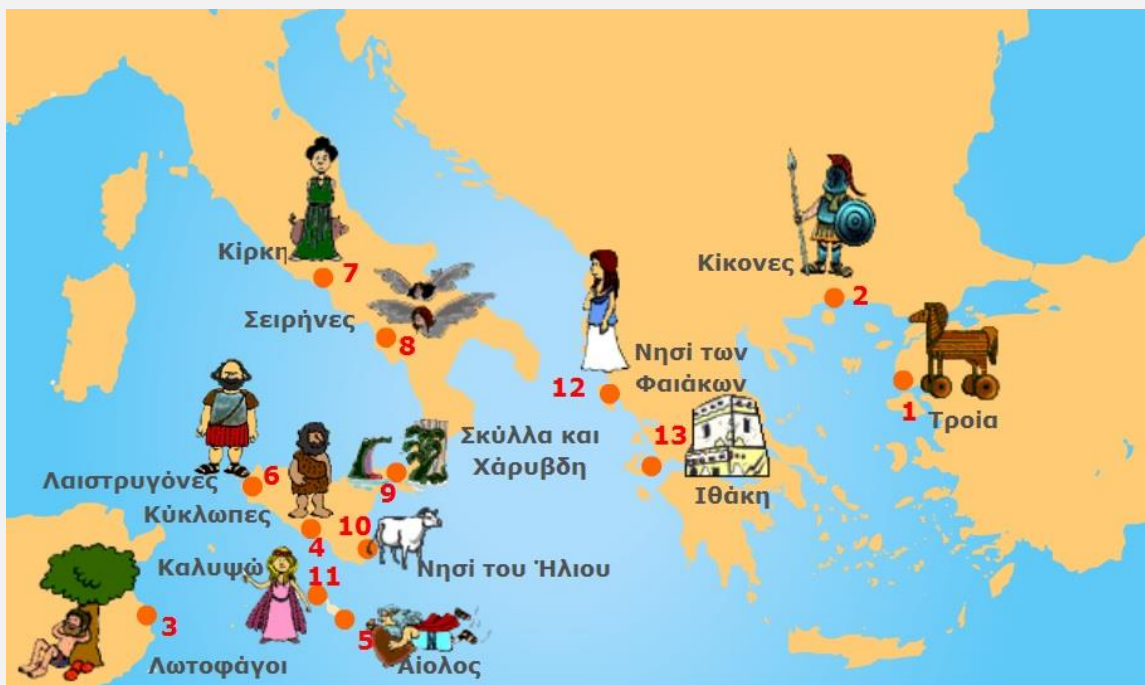 Κίρκη
7
Σειρήνες
8
Κίκονες
2
Νησί των
Φαιάκων
12
1
Τροία
13
Ιθάκη
Σκύλλα και
Χάρυβδη
9
Λαιστρυγόνες
6
Κύκλωπες
4
10
Νησί του Ήλιου
Καλυψώ
11
3
Λωτοφάγοι
5
Αίολος